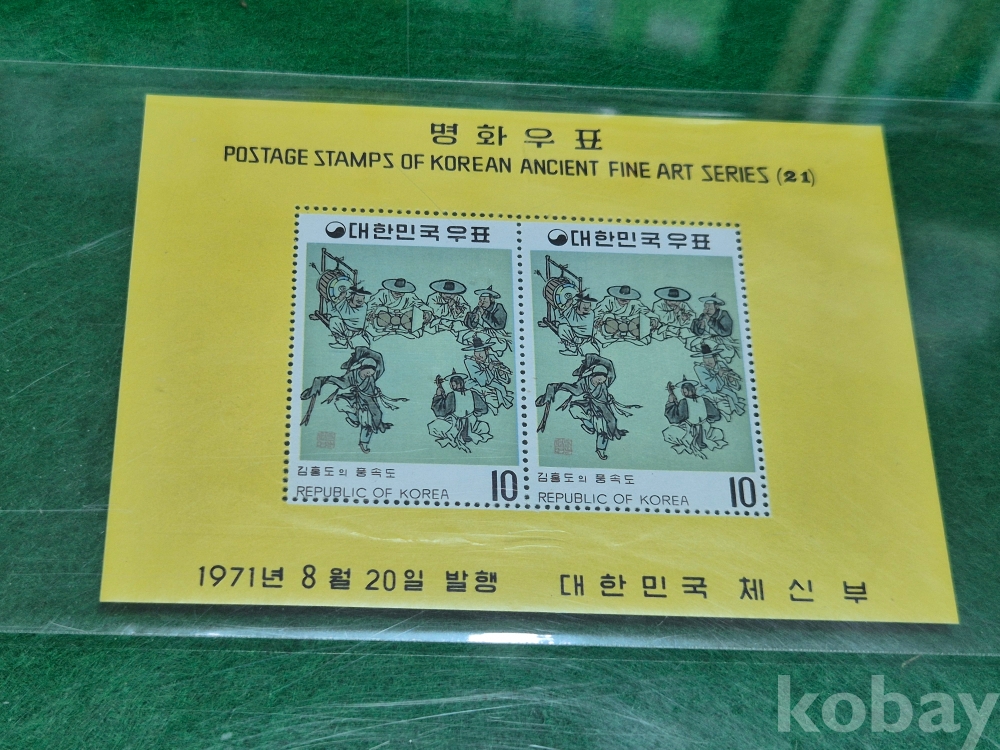 명화우표
POSTAGE STAMPS OF KOREAN ANCIENT FINE ART SERIES (21)
대한민국우표 대한민국우표
김홍도의 풍속도 김홍도의 풍속도
REPUBLIC OF KOREA 10 REPUBLIC OF KOREA 10
1971년 8월 20일 발행 대한민국 체신부
kobay